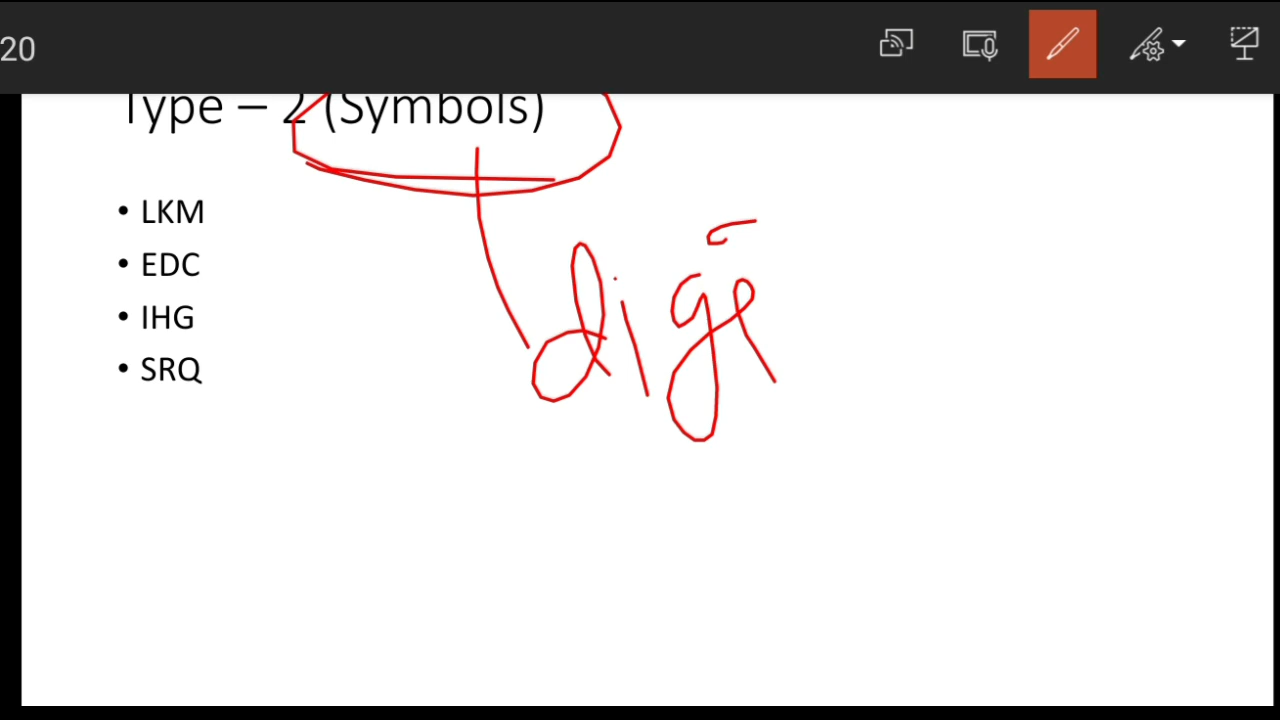 20
Type – 2 (Symbols)
• LKM
• EDC
• IHG
• SRQ